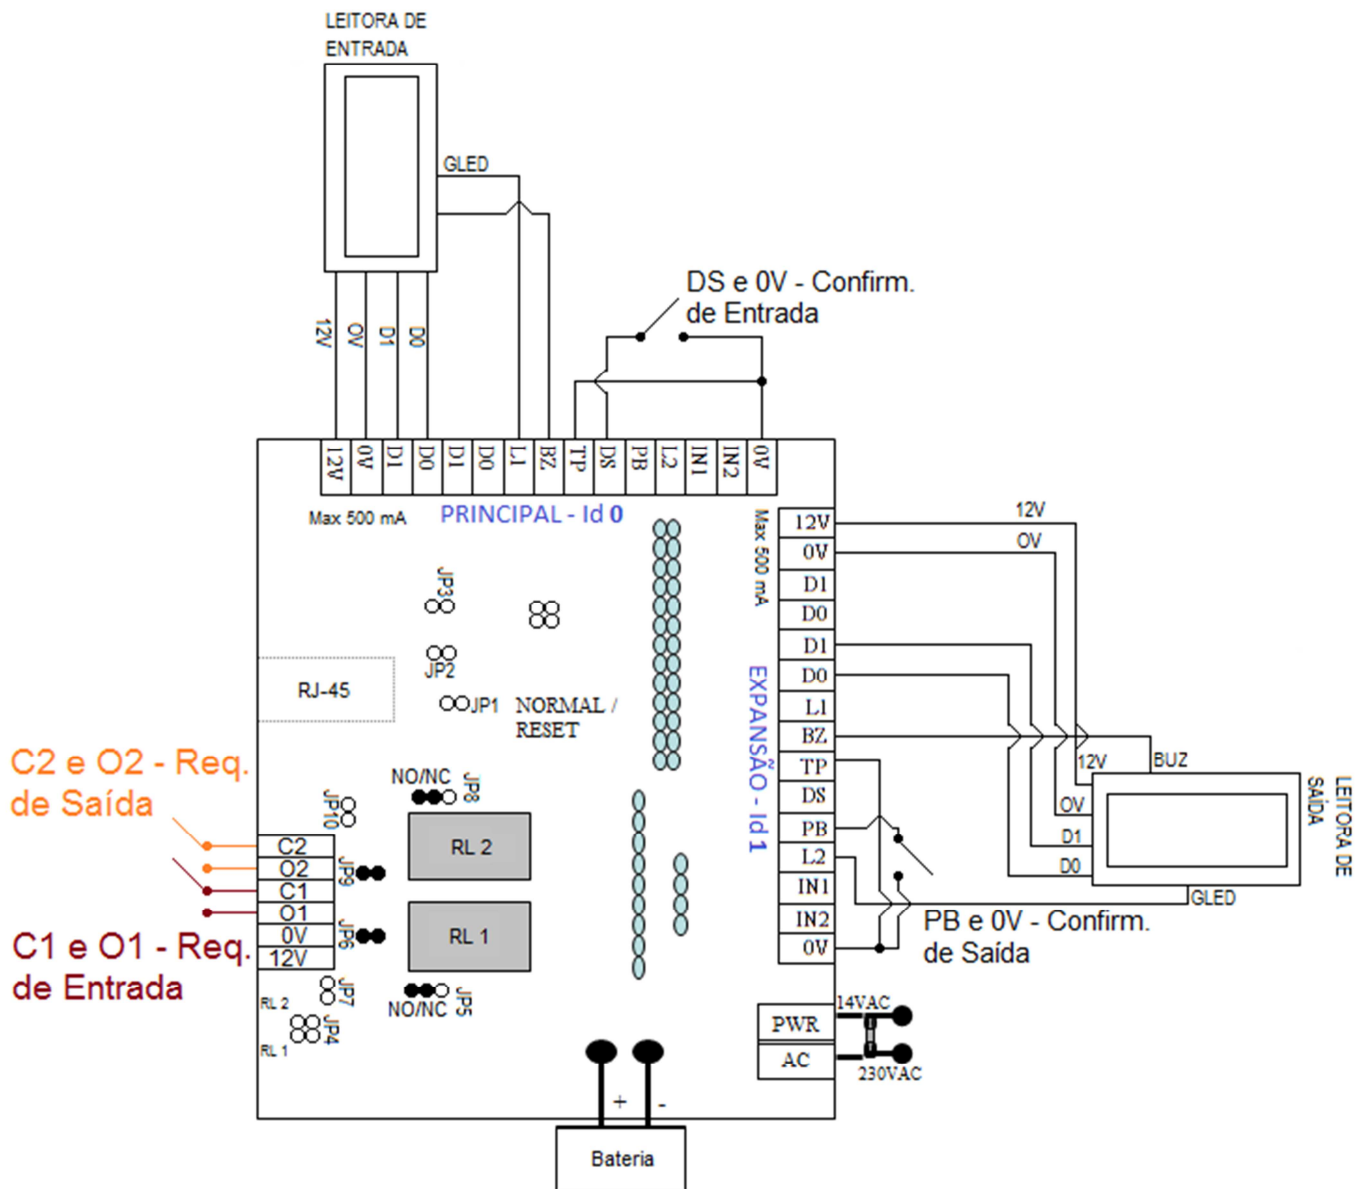 LEITORA DE
ENTRADA
GLED
12V
OV
D1
D0
DS e 0V - Confirm.
de Entrada
12V
0V
D1
D0
D1
D0
L1
BZ
TP
DS
PB
L2
IN1
IN2
0V
Max 500 mA
PRINCIPAL - Id 0
Max 500 mA
12V
0V
D1
D0
D1
D0
L1
BZ
TP
DS
PB
L2
IN1
IN2
0V
EXPANSÃO - Id 1
12V
OV
BUZ
12V
OV
D1
D0
GLED
LEITORA DE
SAÍDA
PB e 0V - Confirm.
de Saída
JP3
JP2
JP1
NORMAL /
RESET
RJ-45
C2 e O2 - Req.
de Saída
NO/NC
JP8
JP10
RL 2
C2
O2
C1
O1
0V
12V
JP9
JP6
RL 1
C1 e O1 - Req.
de Entrada
JP7
NO/NC
JP5
RL 2
JP4
RL 1
PWR
AC
14VAC
230VAC
+
-
Bateria